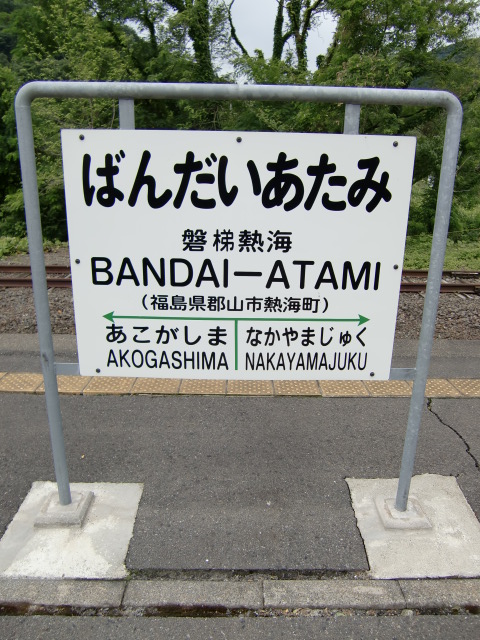 ばんだいあたみ
磐梯熱海
BANDAI－ATAMI
（福島県郡山市熱海町）
あこがしま なかやまじゅく
AKOGASHIMA NAKAYAMAJUKU